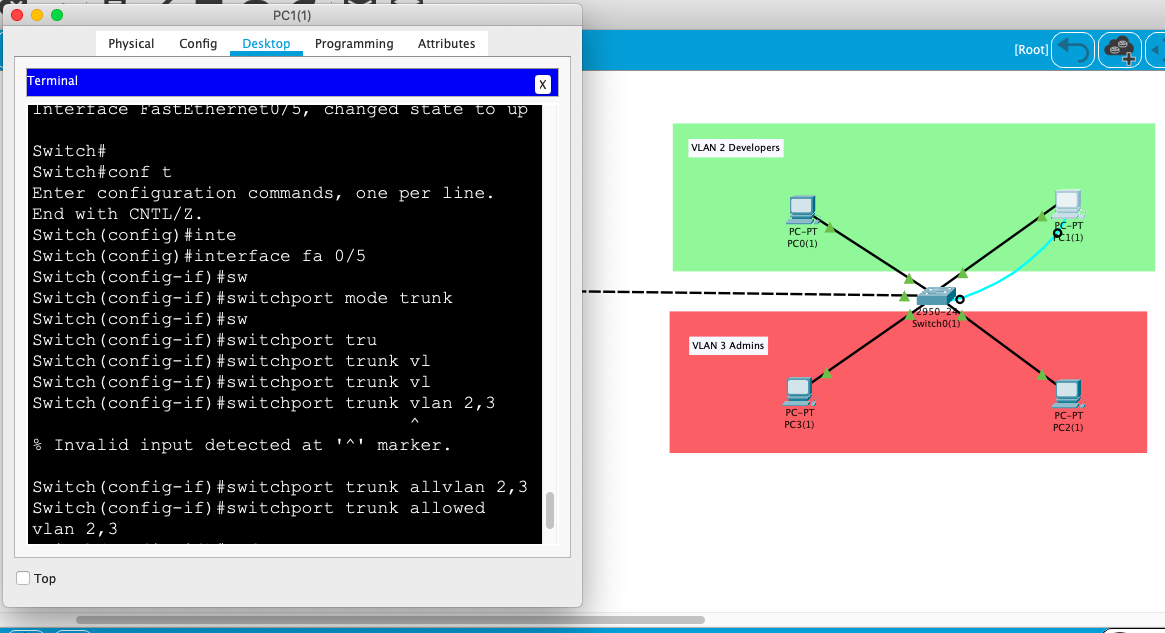 PC1(1)
Physical Config Desktop Programming Attributes
Terminal
X
Interface FastEthernet0/5, changed state to up
Switch#
Switch#conf t
Enter configuration commands, one per line.
End with CNTL/Z.
Switch(config)#inte
Switch(config)#interface fa 0/5
Switch(config-if)#sw
Switch(config-if)#switchport mode trunk
Switch(config-if)#sw
Switch(config-if)#switchport tru
Switch(config-if)#switchport trunk vl
Switch(config-if)#switchport trunk vl
Switch(config-if)#switchport trunk vlan 2,3
^
% Invalid input detected at '^' marker.
Switch(config-if)#switchport trunk allvlan 2,3
Switch(config-if)#switchport trunk allowed
vlan 2,3
Top
[Root]
VLAN 2 Developers
PC-PT
PC0(1)
PC-PT
PC1(1)
2950-24
Switch0(1)
VLAN 3 Admins
PC-PT
PC3(1)
PC-PT
PC2(1)